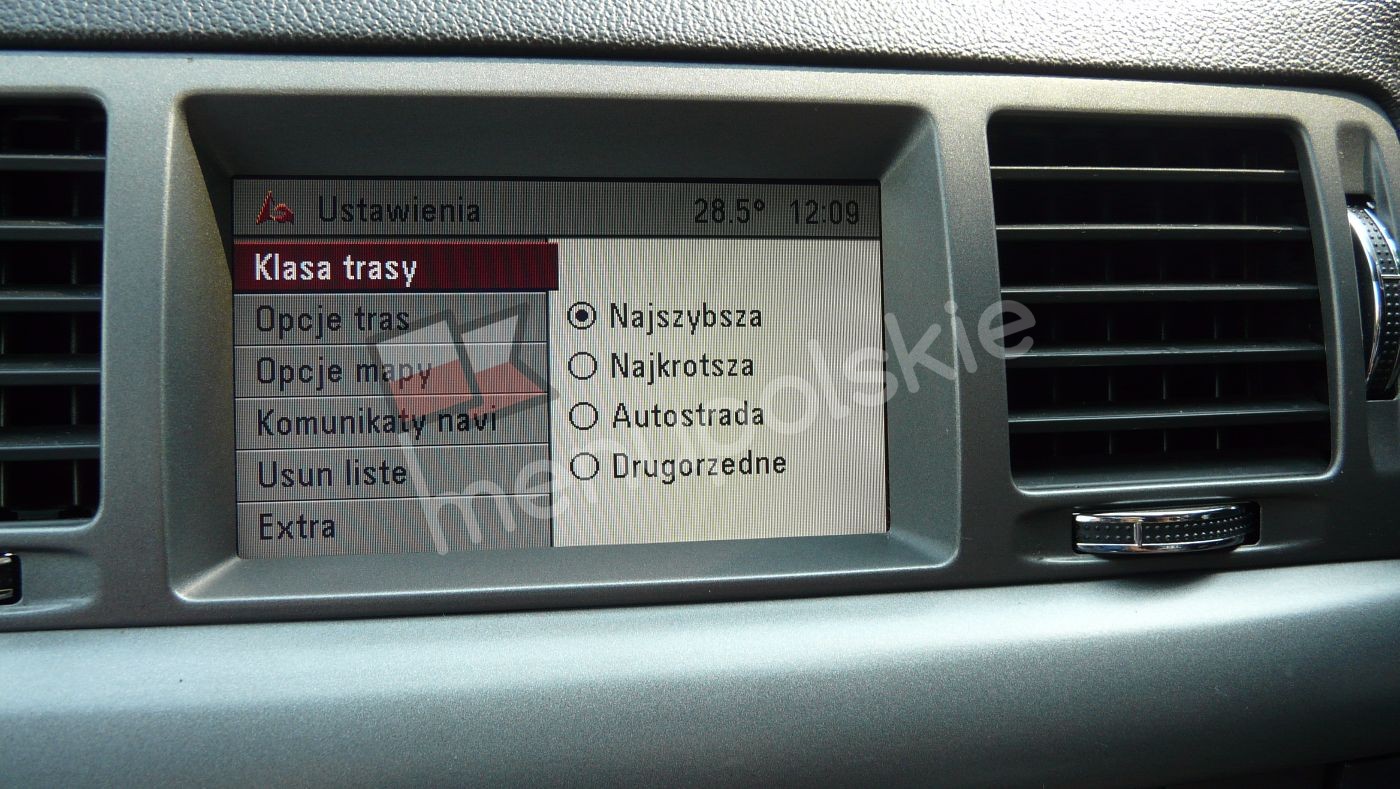 Ustawienia 28.5° 12:09
Klasa trasy
Opcje tras
Opcje mapy
Komunikaty navi
Usun liste
Extra
Najszybsza
Najkrotsza
Autostrada
Drugorzedne
menupolskie